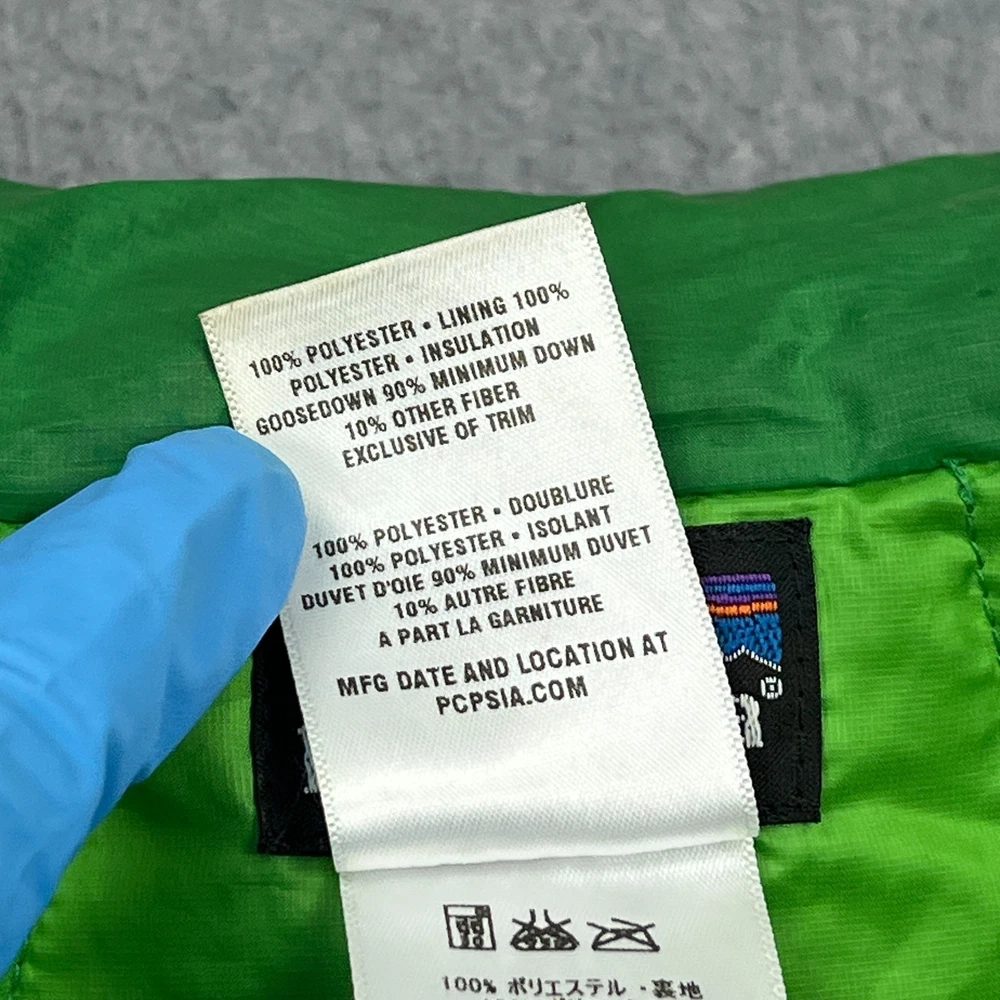 100% POLYESTER • LINING 100%
POLYESTER • INSULATION
GOOSEDOWN 90% MINIMUM DOWN
10% OTHER FIBER
EXCLUSIVE OF TRIM
100% POLYESTER • DOUBLURE
100% POLYESTER • ISOLANT
DUVET D'OIE 90% MINIMUM DUVET
10% AUTRE FIBRE
A PART LA GARNITURE
MFG DATE AND LOCATION AT
PCPSIA.COM
100% ポリエステル ・裏地